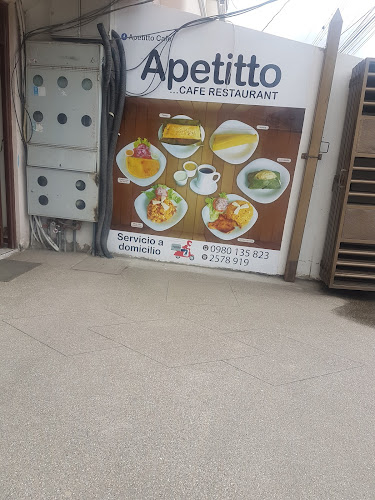 Apetitto Cafe
Apetitto
...CAFE RESTAURANT
Servicio a
domicilio
0980 135 823
2578 919